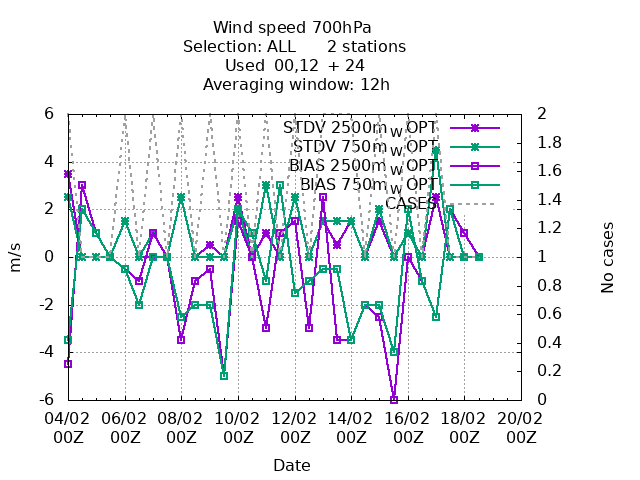 Wind speed 700hPa
Selection: ALL 2 stations
Used 00,12 + 24
Averaging window: 12h
STDV 2500m_w OPT
STDV 750m_w OPT
BIAS 2500m_w OPT
BIAS 750m_w OPT
CASES
6
4
2
0
-2
-4
-6
m/s
2
1.8
1.6
1.4
1.2
1
0.8
0.6
0.4
0.2
0
No cases
04/02 06/02 08/02 10/02 12/02 14/02 16/02 18/02 20/02
00Z 00Z 00Z 00Z 00Z 00Z 00Z 00Z 00Z
Date